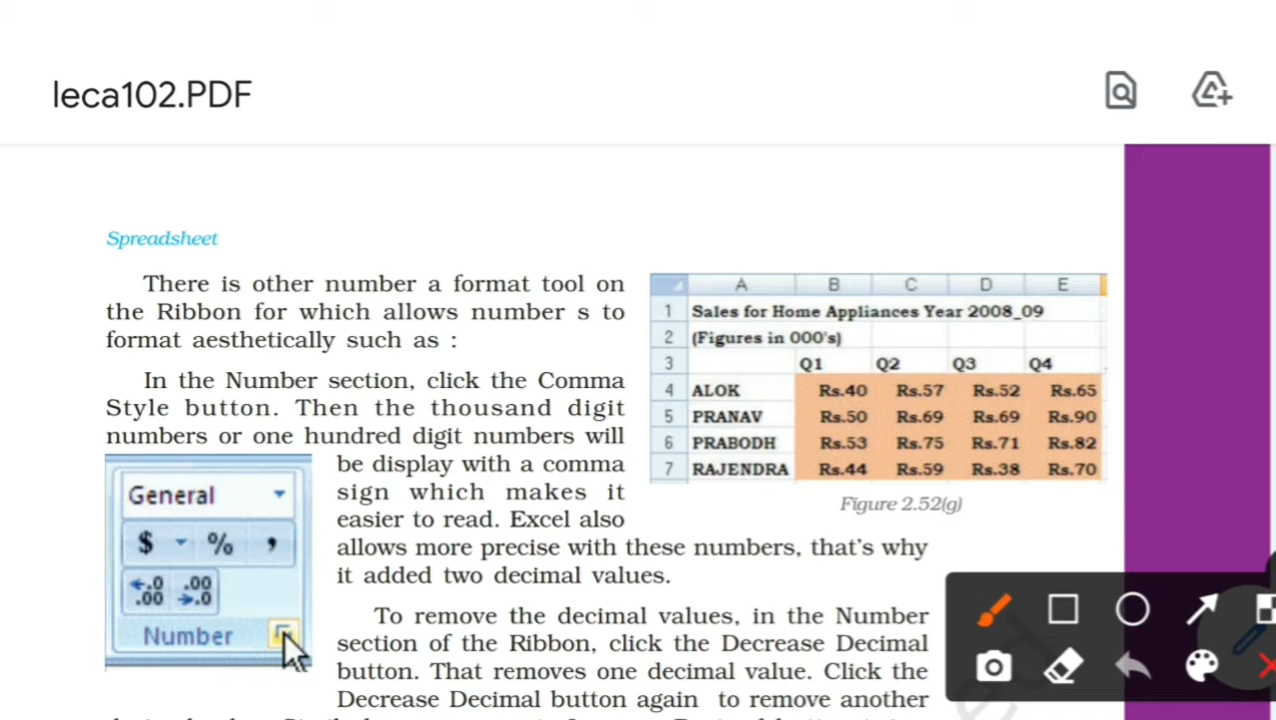 leca102.PDF
Spreadsheet
There is other number a format tool on
the Ribbon for which allows number s to
format aesthetically such as :
In the Number section, click the Comma
Style button. Then the thousand digit
numbers or one hundred digit numbers will
be display with a comma
sign which makes it
easier to read. Excel also
allows more precise with these numbers, that's why
it added two decimal values.
To remove the decimal values, in the Number
section of the Ribbon, click the Decrease Decimal
button. That removes one decimal value. Click the
Decrease Decimal button again to remove another
General
$ % ,
.0 .00
.00 .0
Number
A B C D E
1 Sales for Home Appliances Year 2008_09
2 (Figures in 000's)
3 Q1 Q2 Q3 Q4
4 ALOK Rs.40 Rs.57 Rs.52 Rs.65
5 PRANAV Rs.50 Rs.69 Rs.69 Rs.90
6 PRABODH Rs.53 Rs.75 Rs.71 Rs.82
7 RAJENDRA Rs.44 Rs.59 Rs.38 Rs.70
Figure 2.52(g)